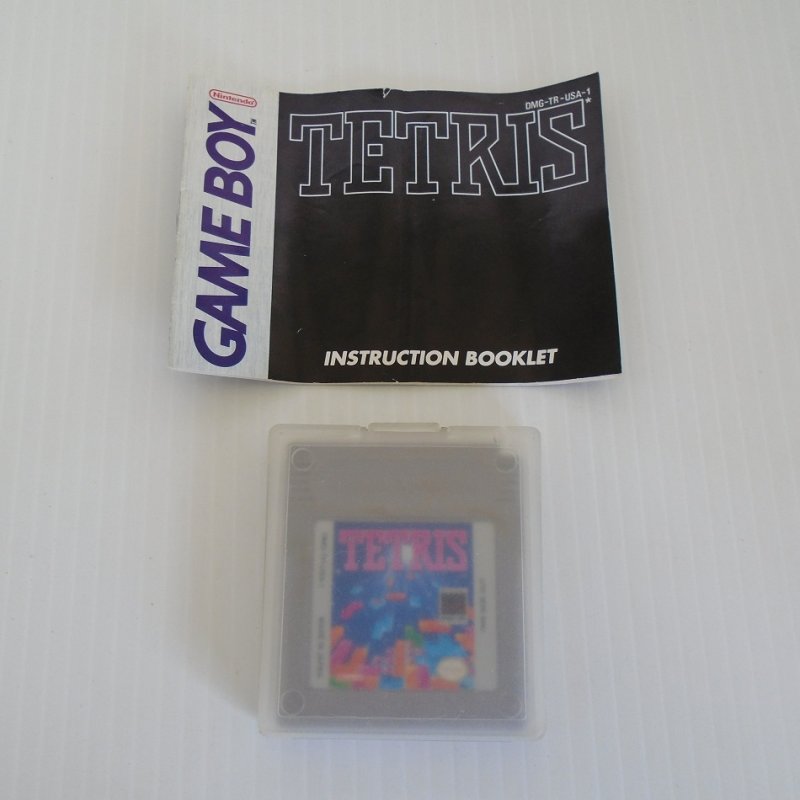 Nintendo
GAME BOY
DMG-TR-USA-1
TETRIS*
INSTRUCTION BOOKLET
TETRIS